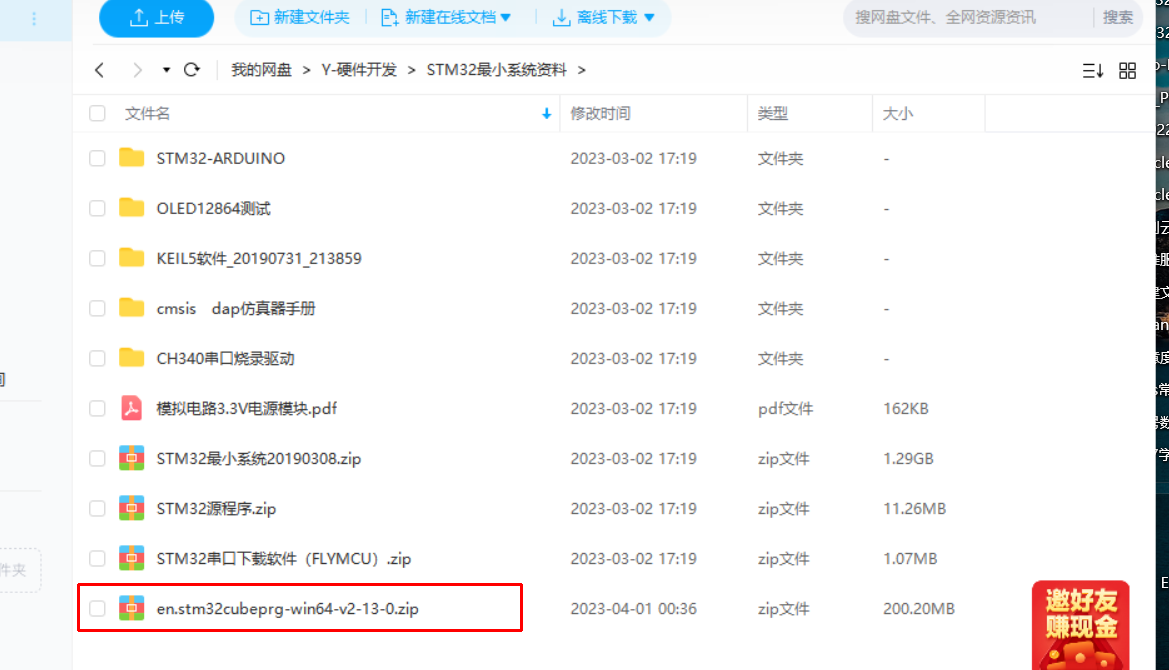 上传
新建文件夹
新建在线文档
离线下载
搜网盘文件、全网资源资讯
搜索
我的网盘 > Y-硬件开发 > STM32最小系统资料 >
文件名 修改时间 类型 大小
STM32-ARDUINO 2023-03-02 17:19 文件夹 -
OLED12864测试 2023-03-02 17:19 文件夹 -
KEIL5软件_20190731_213859 2023-03-02 17:19 文件夹 -
cmsis dap仿真器手册 2023-03-02 17:19 文件夹 -
CH340串口烧录驱动 2023-03-02 17:19 文件夹 -
模拟电路3.3V电源模块.pdf 2023-03-02 17:19 pdf文件 162KB
STM32最小系统20190308.zip 2023-03-02 17:19 zip文件 1.29GB
STM32源程序.zip 2023-03-02 17:19 zip文件 11.26MB
STM32串口下载软件（FLYMCU）.zip 2023-03-02 17:19 zip文件 1.07MB
件夹
en.stm32cubeprg-win64-v2-13-0.zip 2023-04-01 00:36 zip文件 200.20MB
邀好友
赚现金